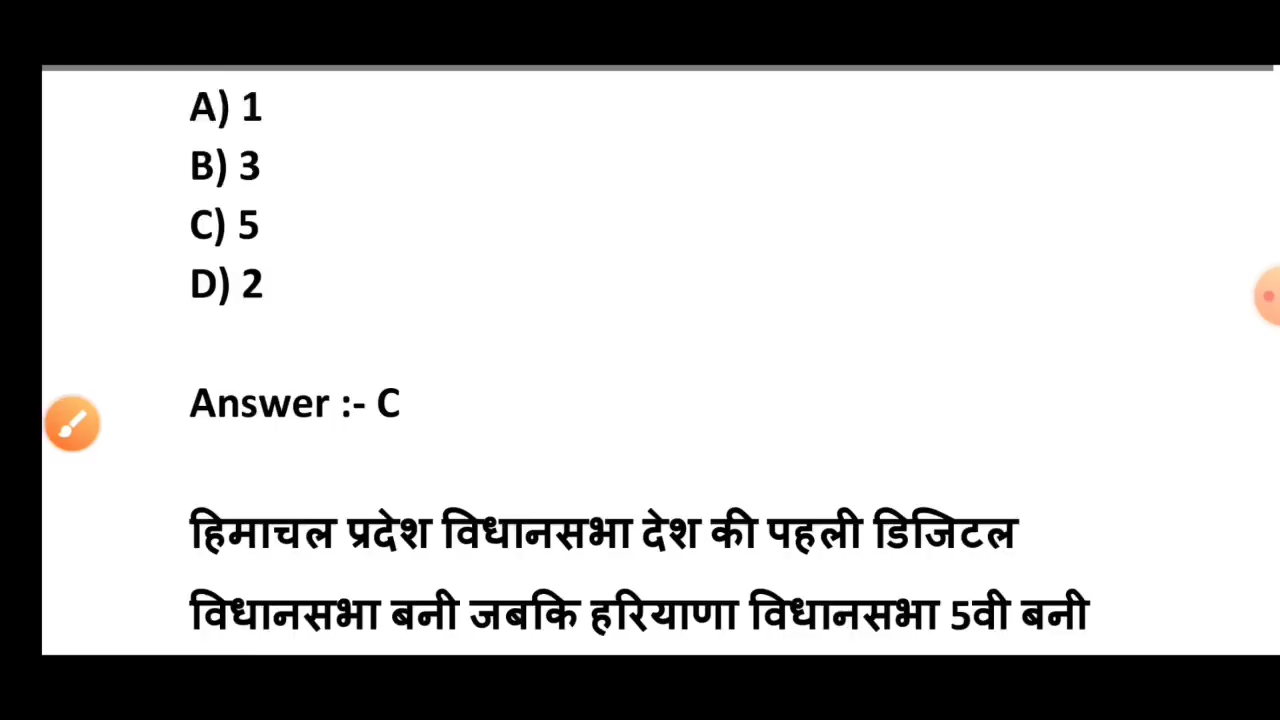 A) 1
B) 3
C) 5
D) 2
Answer :- C
हिमाचल प्रदेश विधानसभा देश की पहली डिजिटल
विधानसभा बनी जबकि हरियाणा विधानसभा 5वी बनी